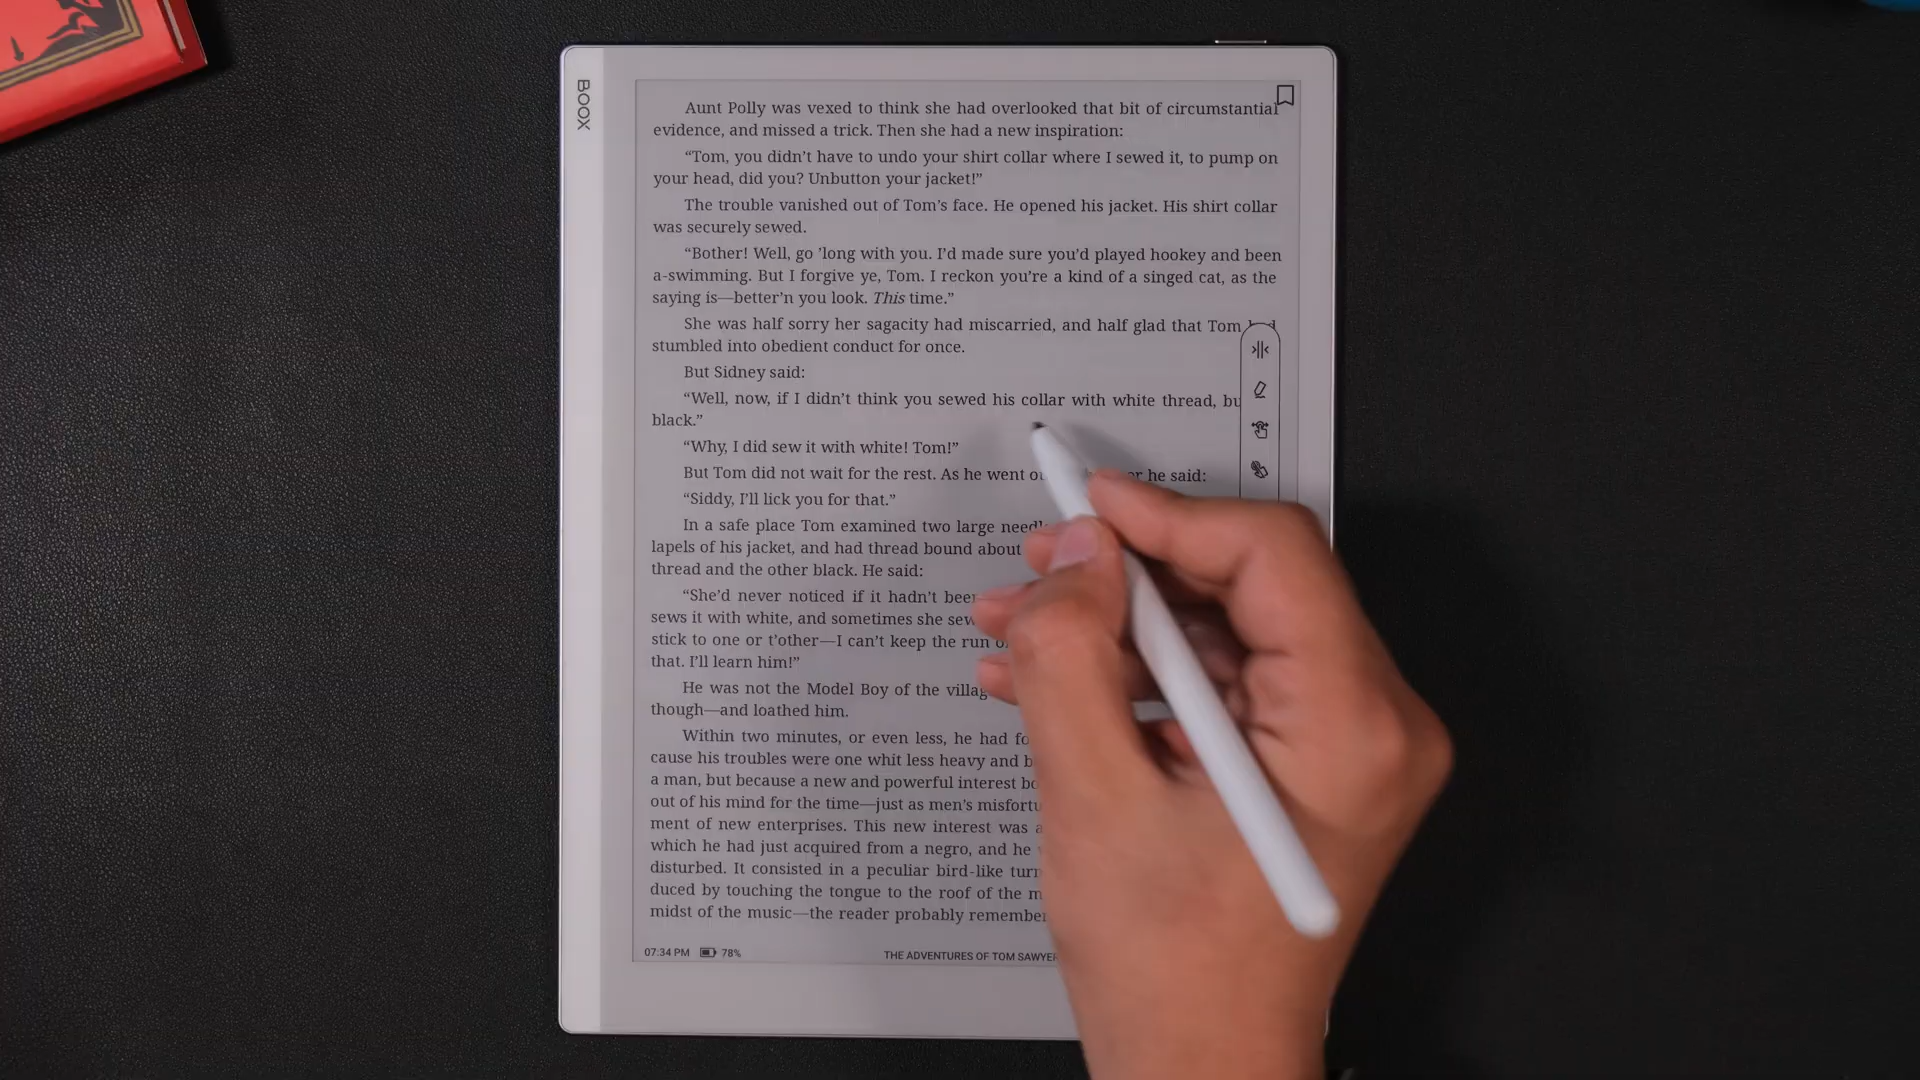 BOOX
Aunt Polly was vexed to think she had overlooked that bit of circumstantial
evidence, and missed a trick. Then she had a new inspiration:
“Tom, you didn’t have to undo your shirt collar where I sewed it, to pump on
your head, did you? Unbutton your jacket!”
The trouble vanished out of Tom’s face. He opened his jacket. His shirt collar
was securely sewed.
“Bother! Well, go ’long with you. I’d made sure you’d played hookey and been
a-swimming. But I forgive ye, Tom. I reckon you’re a kind of a singed cat, as the
saying is—better’n you look. This time.”
She was half sorry her sagacity had miscarried, and half glad that Tom
stumbled into obedient conduct for once.
But Sidney said:
“Well, now, if I didn’t think you sewed his collar with white thread,
black.”
“Why, I did sew it with white! Tom!”
But Tom did not wait for the rest. As he went he said:
“Siddy, I’ll lick you for that.”
In a safe place Tom examined two large
lapels of his jacket, and had thread bound about
thread and the other black. He said:
“She’d never noticed if it hadn’t
sews it with white, and sometimes she
stick to one or t’other—I can’t keep the run
that. I’ll learn him!”
He was not the Model Boy of the
though—and loathed him.
Within two minutes, or even less, he had
cause his troubles were one whit less heavy and
a man, but because a new and powerful interest
out of his mind for the time—just as men’s
ment of new enterprises. This new interest was
which he had just acquired from a negro, and he
disturbed. It consisted in a peculiar bird-like
duced by touching the tongue to the roof of the
midst of the music—the reader probably
07:34 PM 78% THE ADVENTURES OF TOM SAWYER